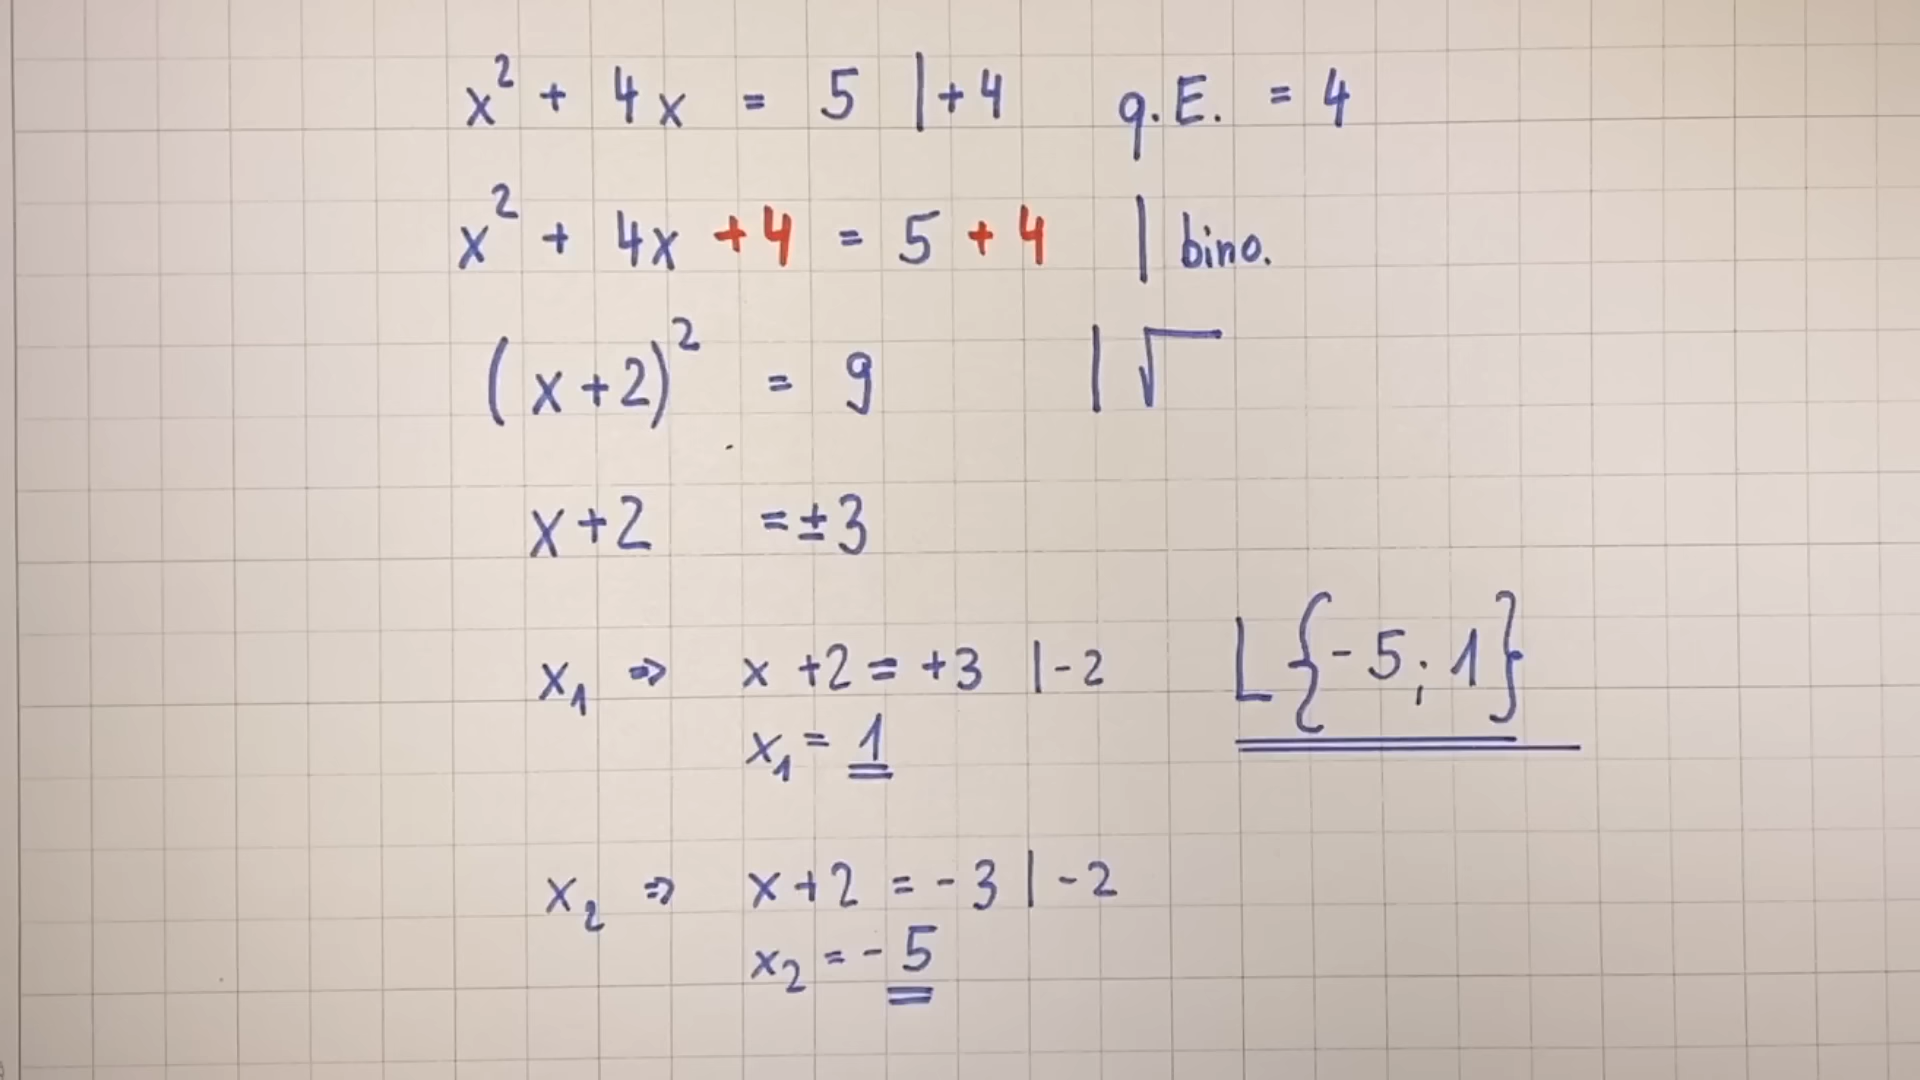 x² + 4x = 5 | +4 q.E. = 4
x² + 4x +4 = 5 + 4 | bino.
(x+2)² = 9 | √
x+2 = ±3
x₁ ⇒ x +2 = +3 | -2
L{-5; 1}
x₁ = 1
x₂ ⇒ x+2 = -3 | -2
x₂ = -5